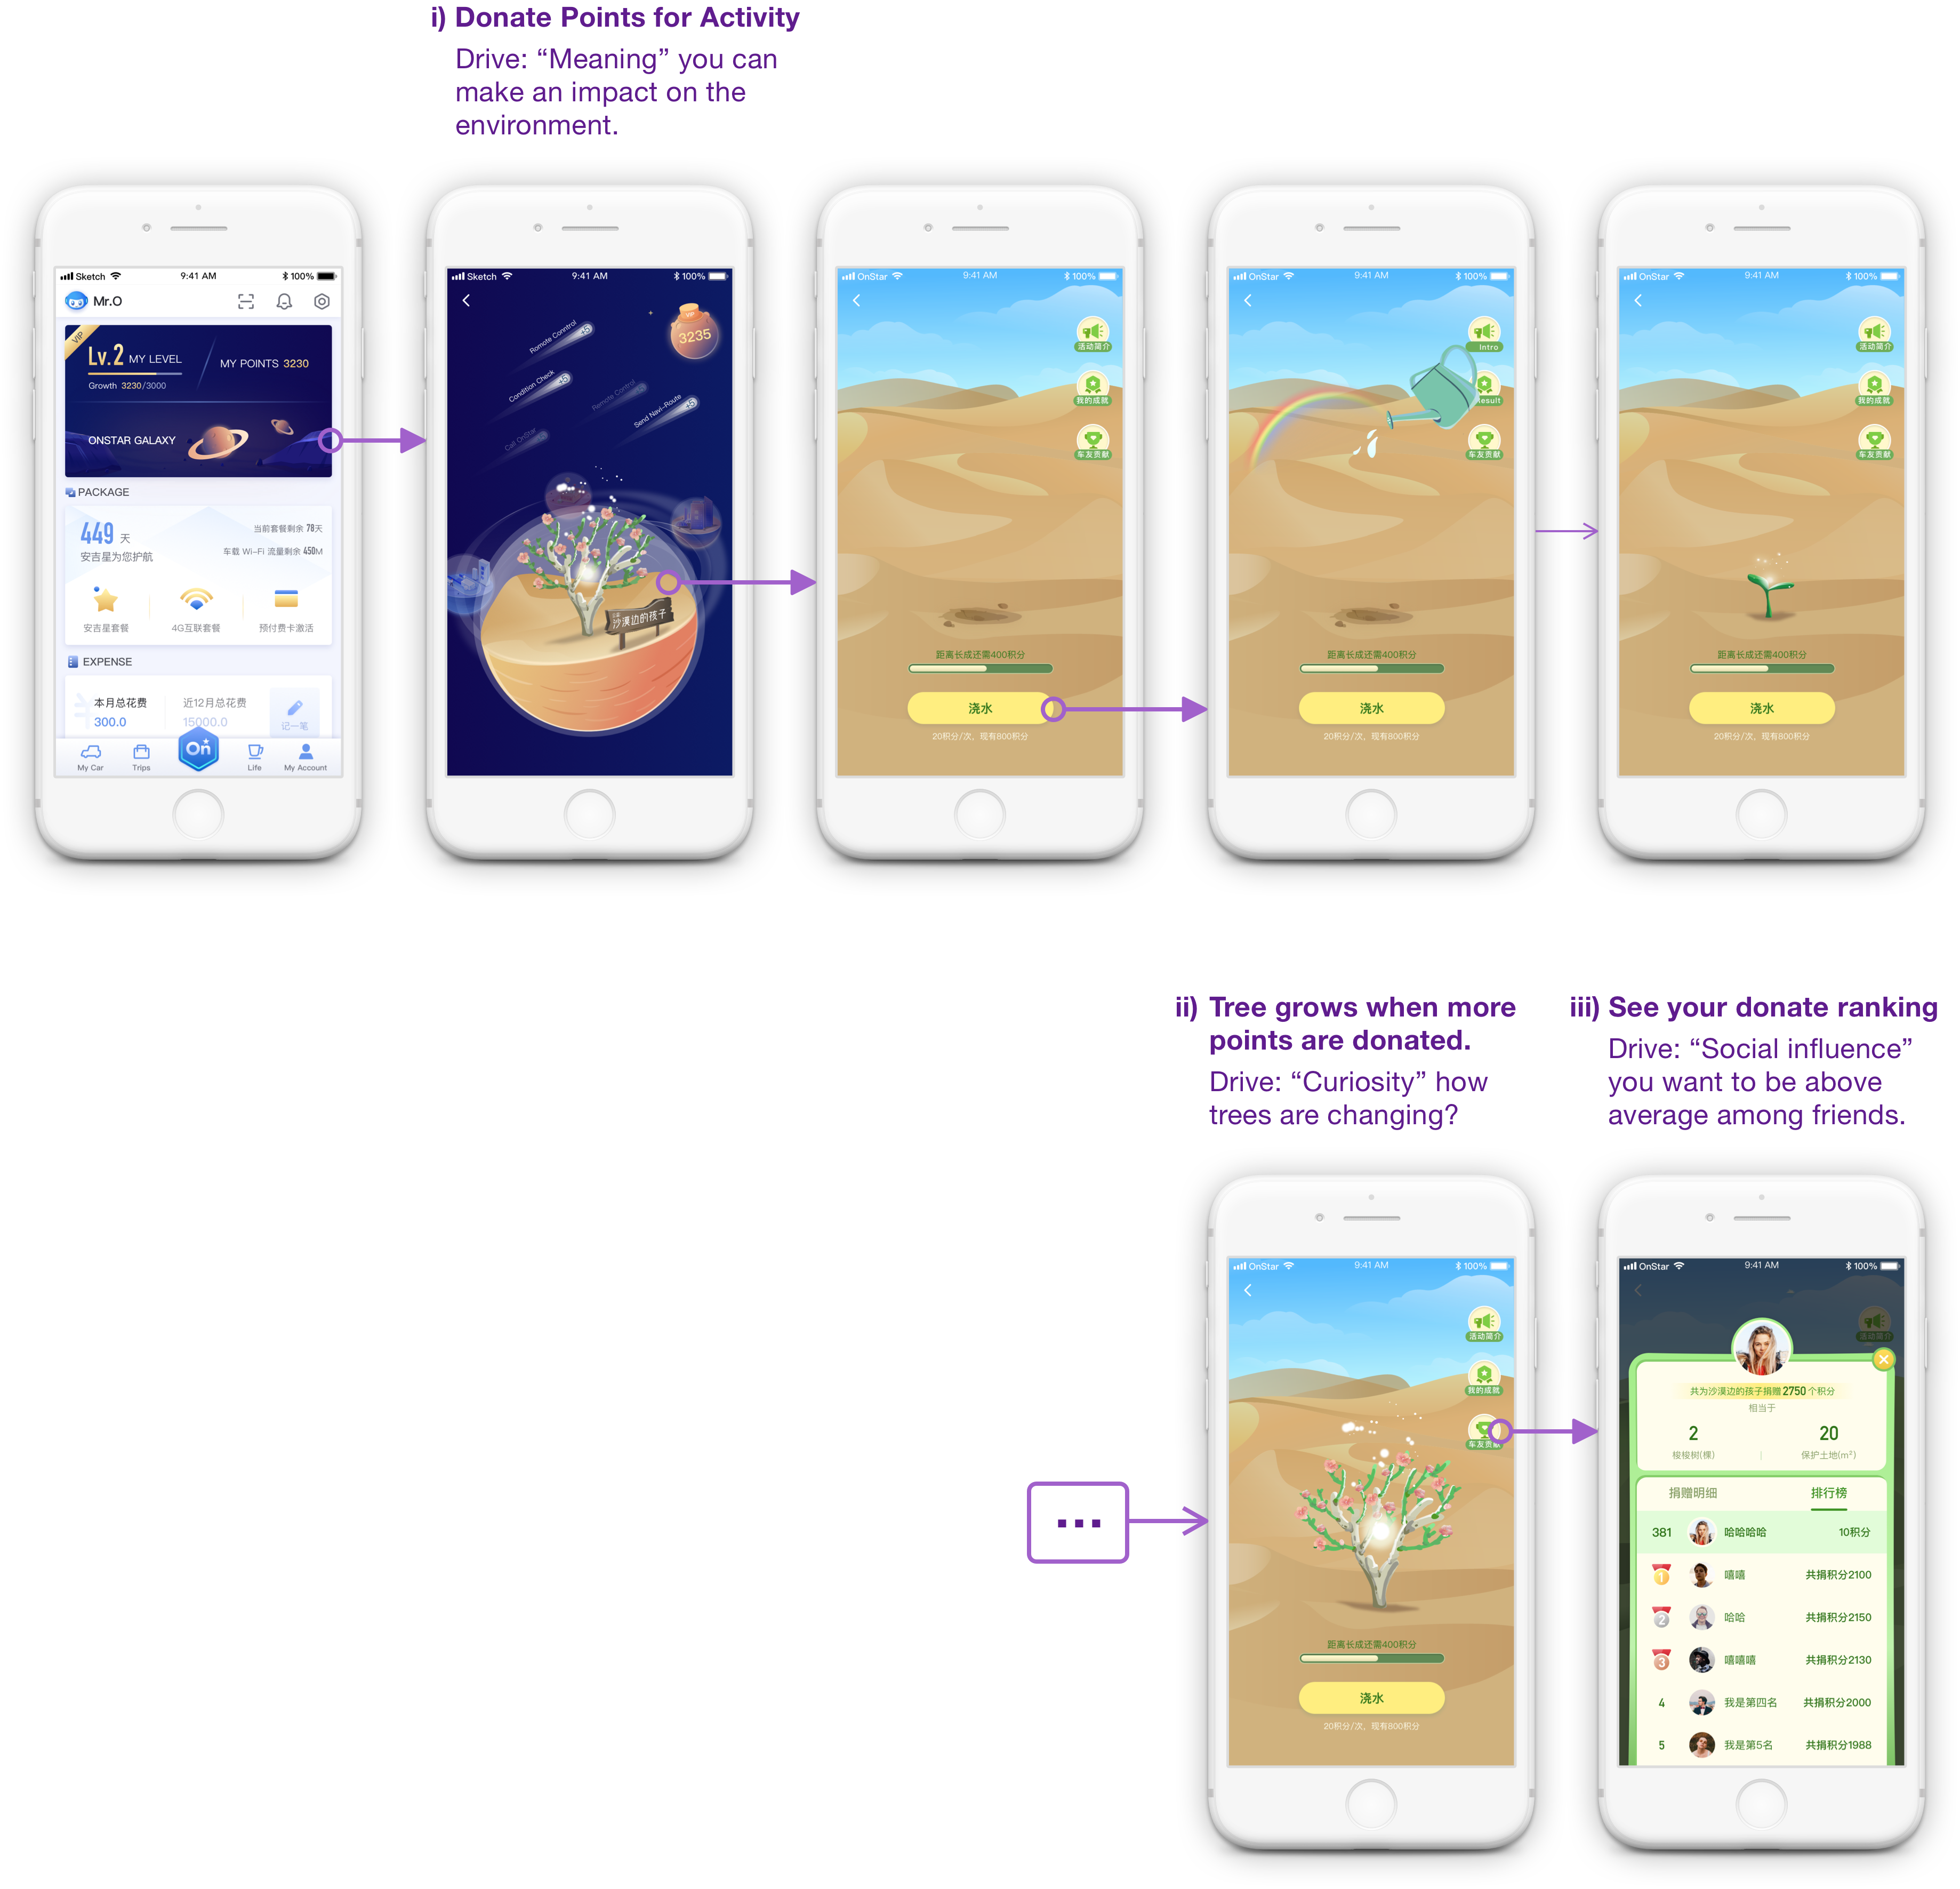 i) Donate Points for Activity
Drive: “Meaning” you can
make an impact on the
environment.
Sketch 9:41 AM 100%
Mr.O
VIP
Lv.2 MY LEVEL
MY POINTS 3230
Growth 3230/3000
ONSTAR GALAXY
PACKAGE
449 天
当前套餐剩余 78天
安吉星为您护航
车载 Wi-Fi 流量剩余 450M
安吉星套餐 4G互联套餐 预付费卡激活
EXPENSE
本月总花费 近12月总花费
300.0 15000.0 记一笔
On
My Car Trips Life My Account
Sketch 9:41 AM 100%
VIP
3235
Romote Conntrol +5
Condition Check +5
Remote Control +5
Send Navi-Route +5
Call OnStar +5
沙漠边的孩子
OnStar 9:41 AM 100%
活动简介
我的成就
车友贡献
距离长成还需400积分
浇水
20积分/次，现有800积分
OnStar 9:41 AM 100%
Intro
Result
车友贡献
距离长成还需400积分
浇水
20积分/次，现有800积分
OnStar 9:41 AM 100%
活动简介
我的成就
车友贡献
距离长成还需400积分
浇水
20积分/次，现有800积分
ii) Tree grows when more
points are donated.
Drive: “Curiosity” how
trees are changing?
iii) See your donate ranking
Drive: “Social influence”
you want to be above
average among friends.
...
OnStar 9:41 AM 100%
活动简介
我的成就
车友贡献
距离长成还需400积分
浇水
20积分/次，现有800积分
OnStar 9:41 AM 100%
活动简介
共为沙漠边的孩子捐赠2750个积分
相当于
2 20
梭梭树(棵) 保护土地(m²)
捐赠明细 排行榜
381 哈哈哈哈 10积分
1 嘻嘻 共捐积分2100
2 哈哈 共捐积分2150
3 嘻嘻嘻 共捐积分2130
4 我是第四名 共捐积分2000
5 我是第5名 共捐积分1988